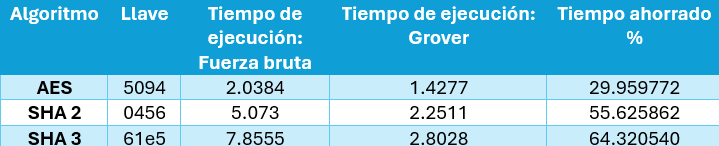 Algoritmo Llave Tiempo de ejecución: Fuerza bruta Tiempo de ejecución: Grover Tiempo ahorrado %
AES 5094 2.0384 1.4277 29.959772
SHA 2 0456 5.073 2.2511 55.625862
SHA 3 61e5 7.8555 2.8028 64.320540